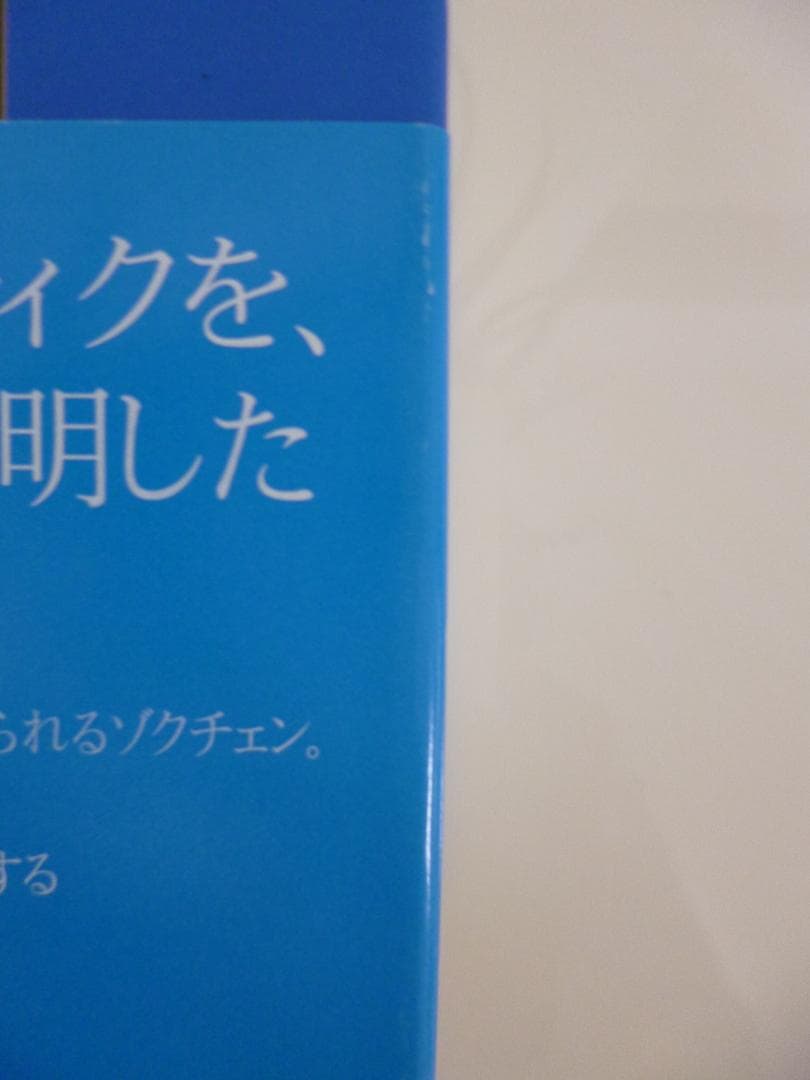 ィクを、
明した
られるゾクチェン。
する